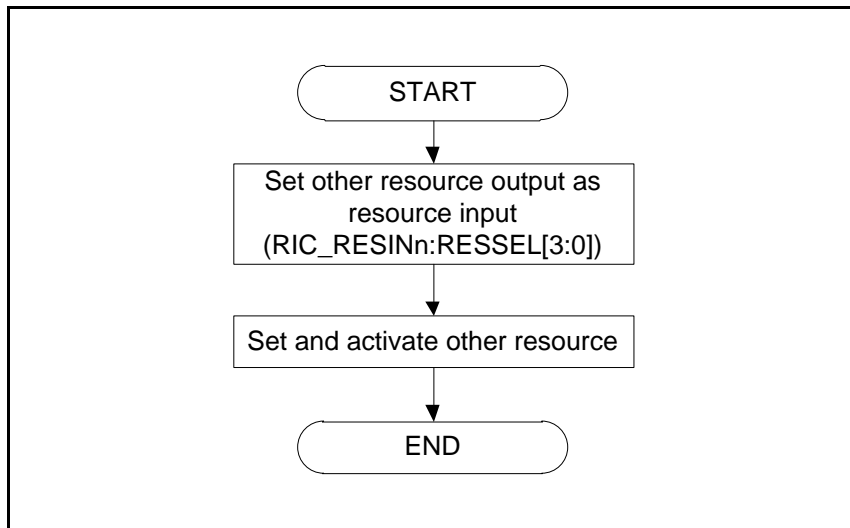 START
Set other resource output as
resource input
(RIC_RESINn:RESSEL[3:0])
Set and activate other resource
END